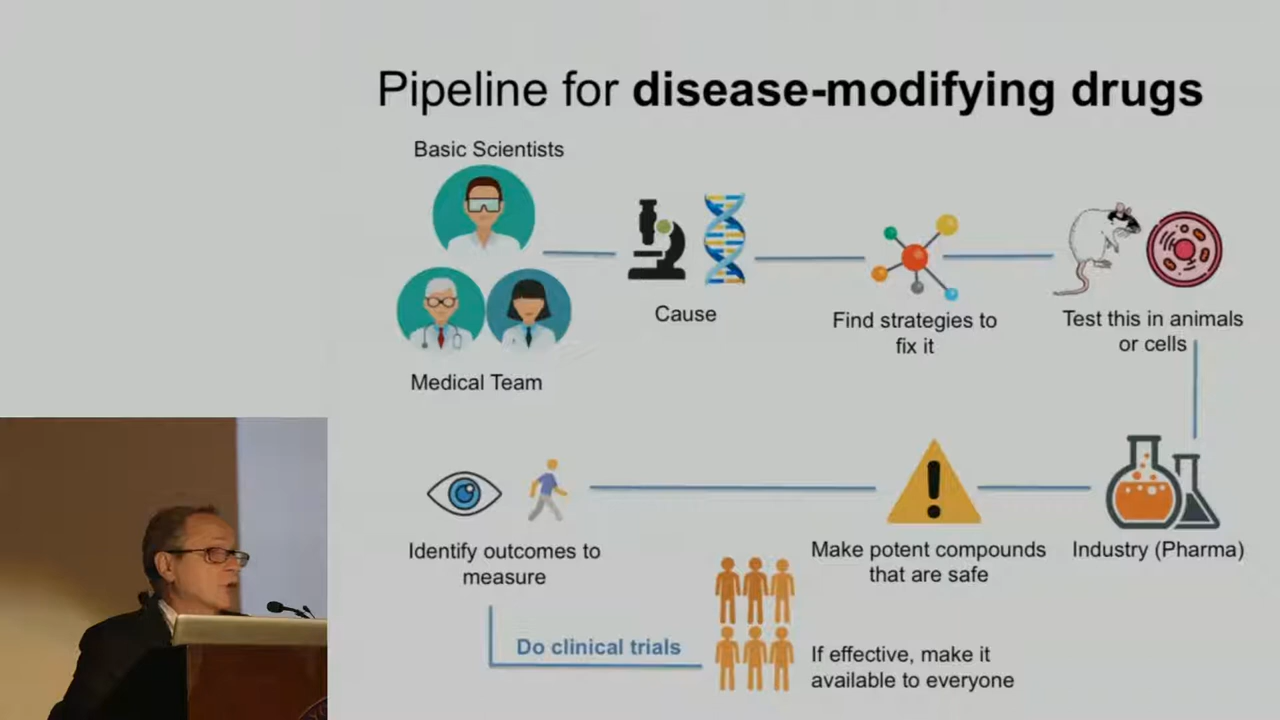 Pipeline for disease-modifying drugs
Basic Scientists
Medical Team
Cause
Find strategies to
fix it
Test this in animals
or cells
Industry (Pharma)
Make potent compounds
that are safe
Identify outcomes to
measure
Do clinical trials
If effective, make it
available to everyone